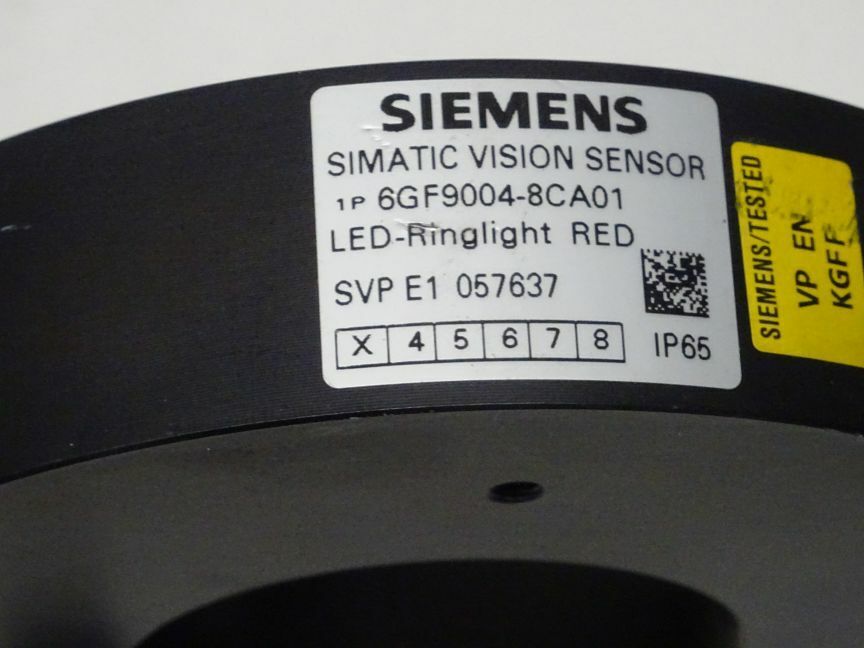 SIEMENS
SIMATIC VISION SENSOR
1P 6GF9004-8CA01
LED-Ringlight RED
SVP E1 057637
X 4 5 6 7 8 IP65
SIEMENS/TESTED
VP EN
KGFF